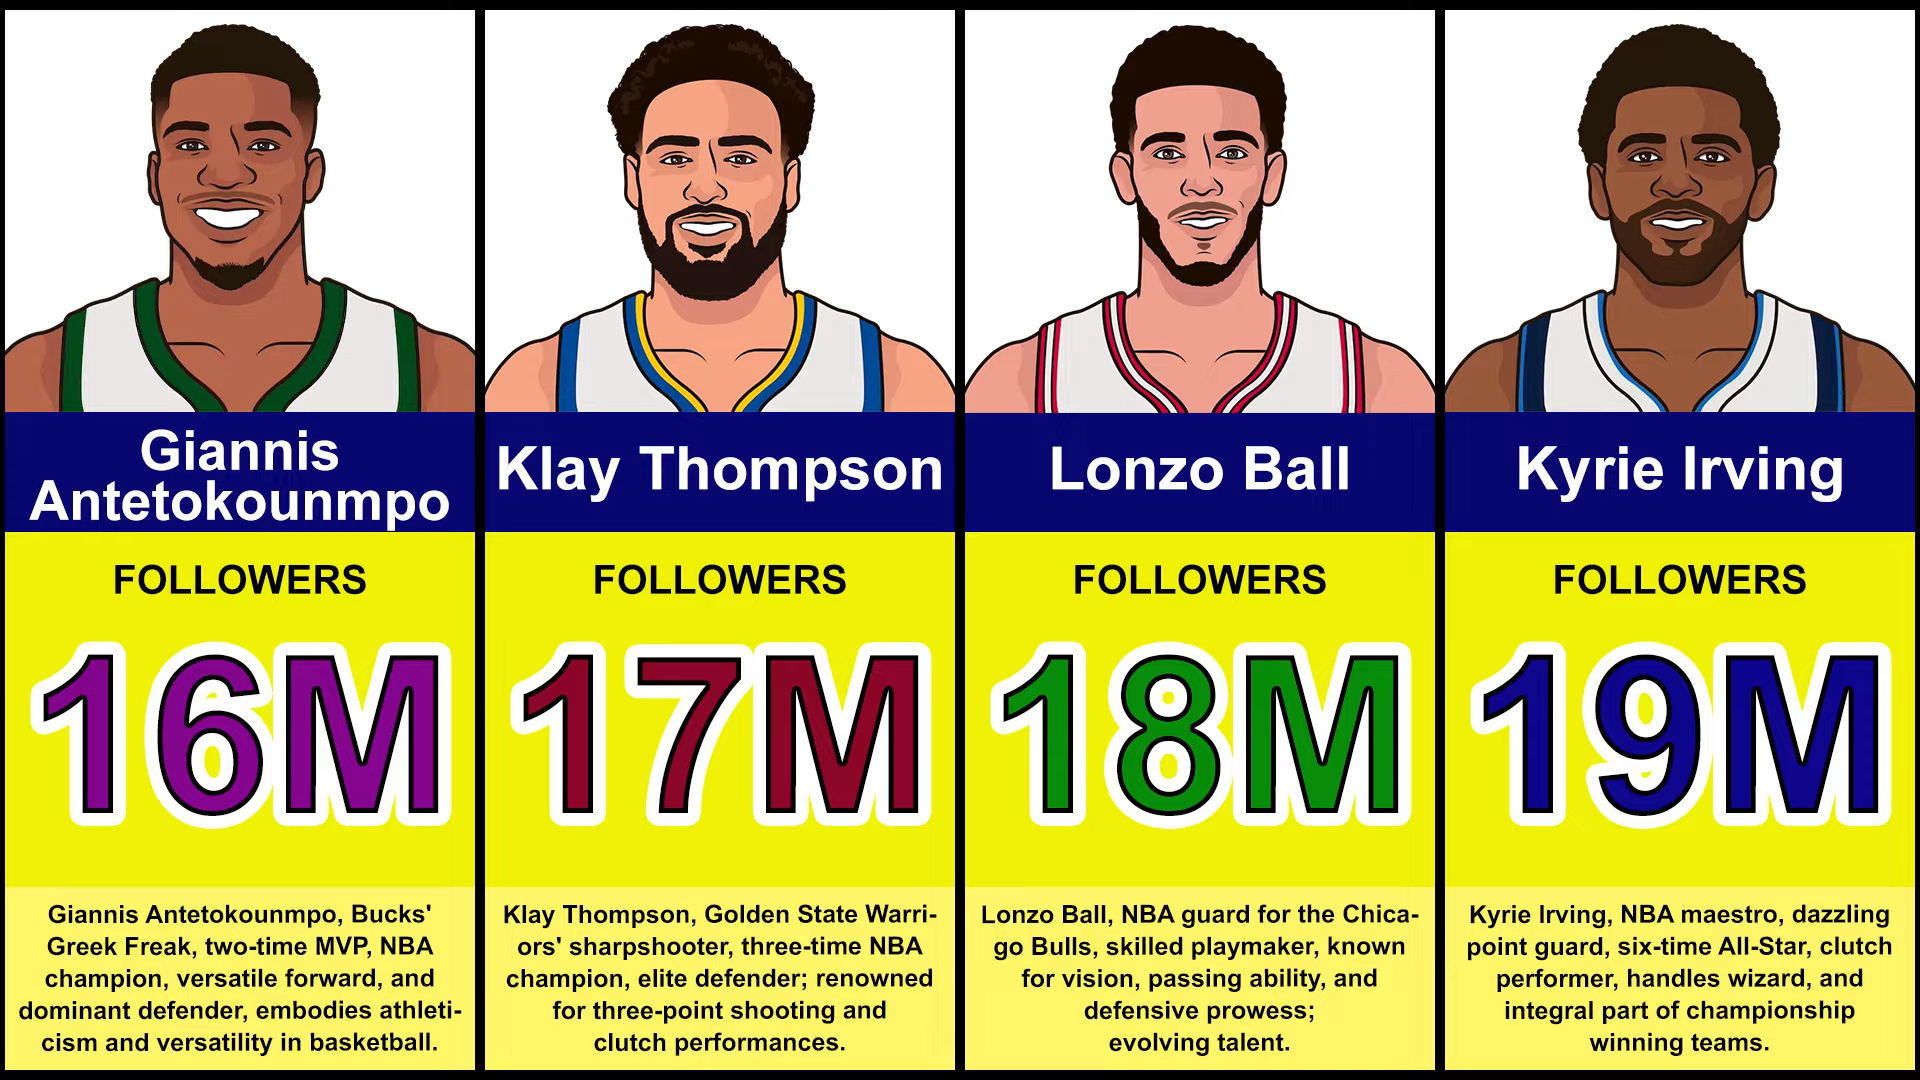 Giannis
Antetokounmpo
FOLLOWERS
16M
Giannis Antetokounmpo, Bucks'
Greek Freak, two-time MVP, NBA
champion, versatile forward, and
dominant defender, embodies athleti-
cism and versatility in basketball.
Klay Thompson
FOLLOWERS
17M
Klay Thompson, Golden State Warri-
ors' sharpshooter, three-time NBA
champion, elite defender; renowned
for three-point shooting and
clutch performances.
Lonzo Ball
FOLLOWERS
18M
Lonzo Ball, NBA guard for the Chica-
go Bulls, skilled playmaker, known
for vision, passing ability, and
defensive prowess;
evolving talent.
Kyrie Irving
FOLLOWERS
19M
Kyrie Irving, NBA maestro, dazzling
point guard, six-time All-Star, clutch
performer, handles wizard, and
integral part of championship
winning teams.